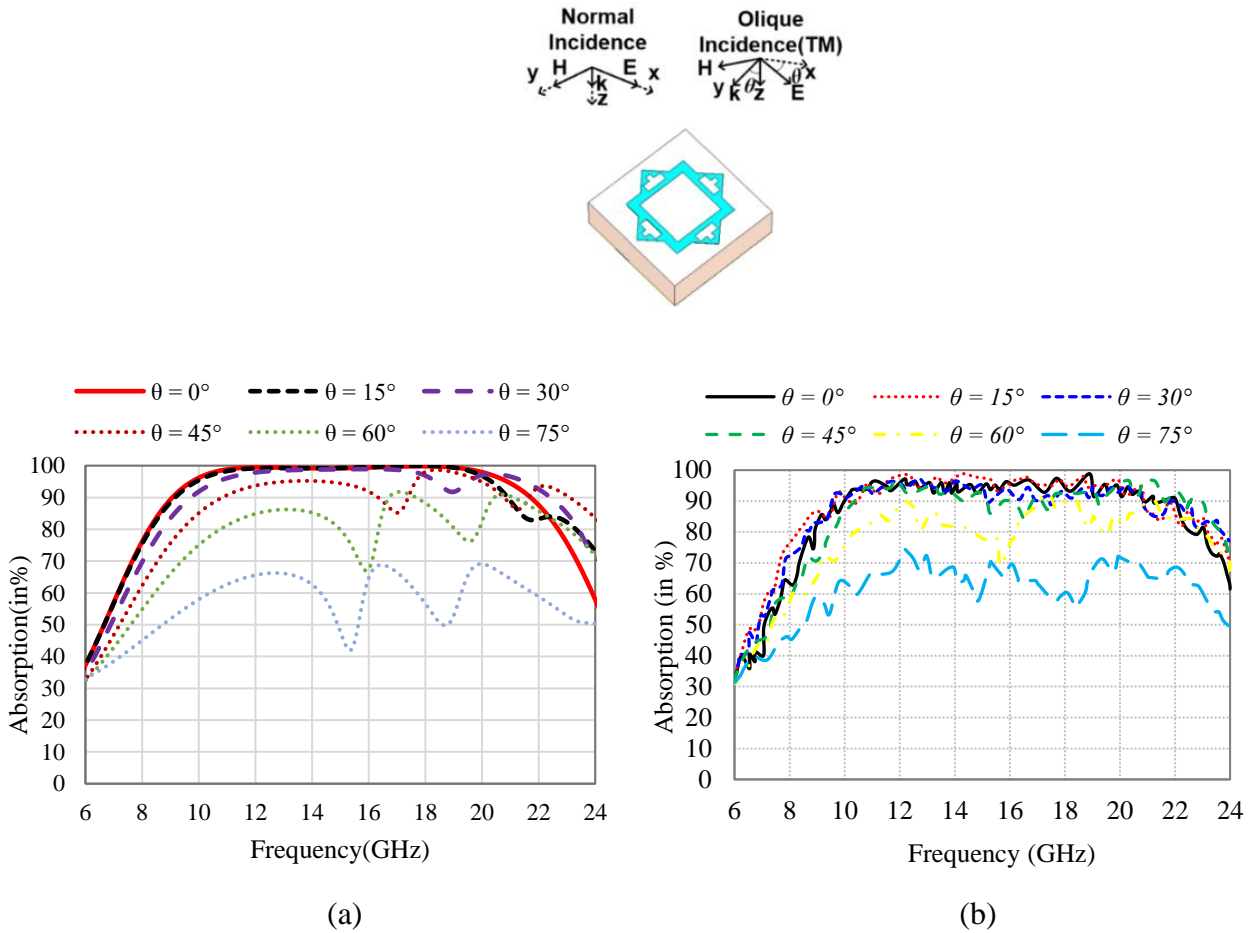 Normal
Incidence
y H E x
k
z
Olique
Incidence(TM)
H θ x
y k θ z E
θ = 0° θ = 15° θ = 30°
θ = 45° θ = 60° θ = 75°
Absorption(in%)
100
90
80
70
60
50
40
30
20
10
0
6 8 10 12 14 16 18 20 22 24
Frequency(GHz)
(a)
θ = 0° θ = 15° θ = 30°
θ = 45° θ = 60° θ = 75°
Absorption (in %)
100
90
80
70
60
50
40
30
20
10
0
6 8 10 12 14 16 18 20 22 24
Frequency (GHz)
(b)